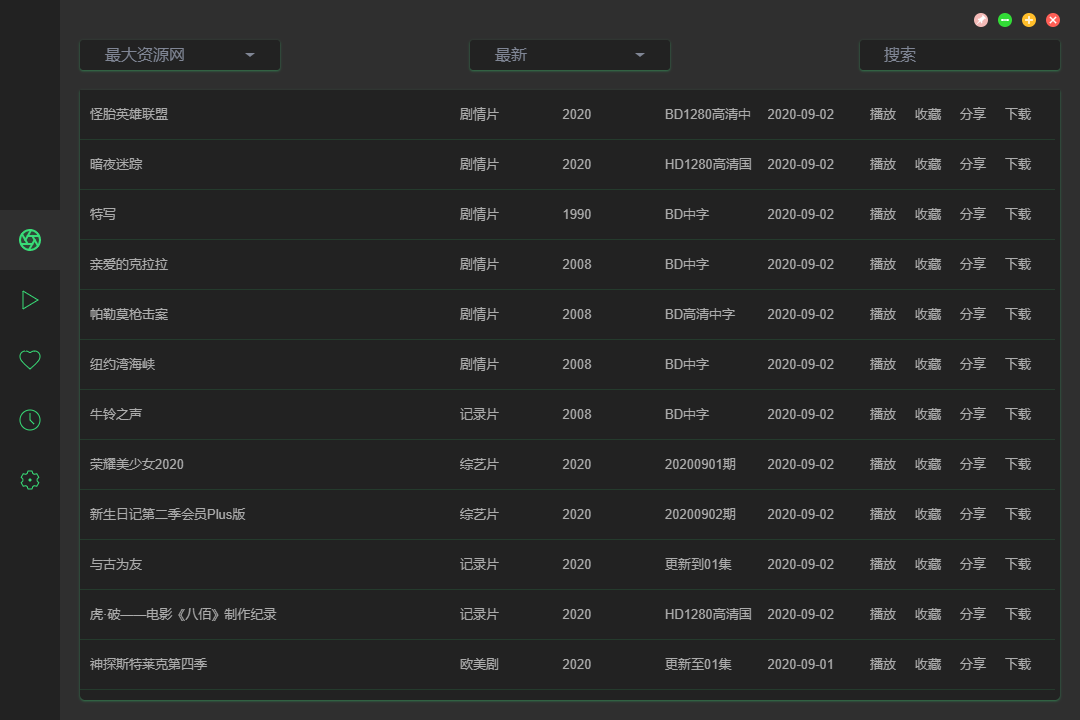 最大资源网 最新 搜索
怪胎英雄联盟 剧情片 2020 BD1280高清中 2020-09-02 播放 收藏 分享 下载
暗夜迷踪 剧情片 2020 HD1280高清国 2020-09-02 播放 收藏 分享 下载
特写 剧情片 1990 BD中字 2020-09-02 播放 收藏 分享 下载
亲爱的克拉拉 剧情片 2008 BD中字 2020-09-02 播放 收藏 分享 下载
帕勒莫枪击案 剧情片 2008 BD高清中字 2020-09-02 播放 收藏 分享 下载
纽约湾海峡 剧情片 2008 BD中字 2020-09-02 播放 收藏 分享 下载
牛铃之声 记录片 2008 BD中字 2020-09-02 播放 收藏 分享 下载
荣耀美少女2020 综艺片 2020 20200901期 2020-09-02 播放 收藏 分享 下载
新生日记第二季会员Plus版 综艺片 2020 20200902期 2020-09-02 播放 收藏 分享 下载
与古为友 记录片 2020 更新到01集 2020-09-02 播放 收藏 分享 下载
虎·破——电影《八佰》制作纪录 记录片 2020 HD1280高清国 2020-09-02 播放 收藏 分享 下载
神探斯特莱克第四季 欧美剧 2020 更新至01集 2020-09-01 播放 收藏 分享 下载